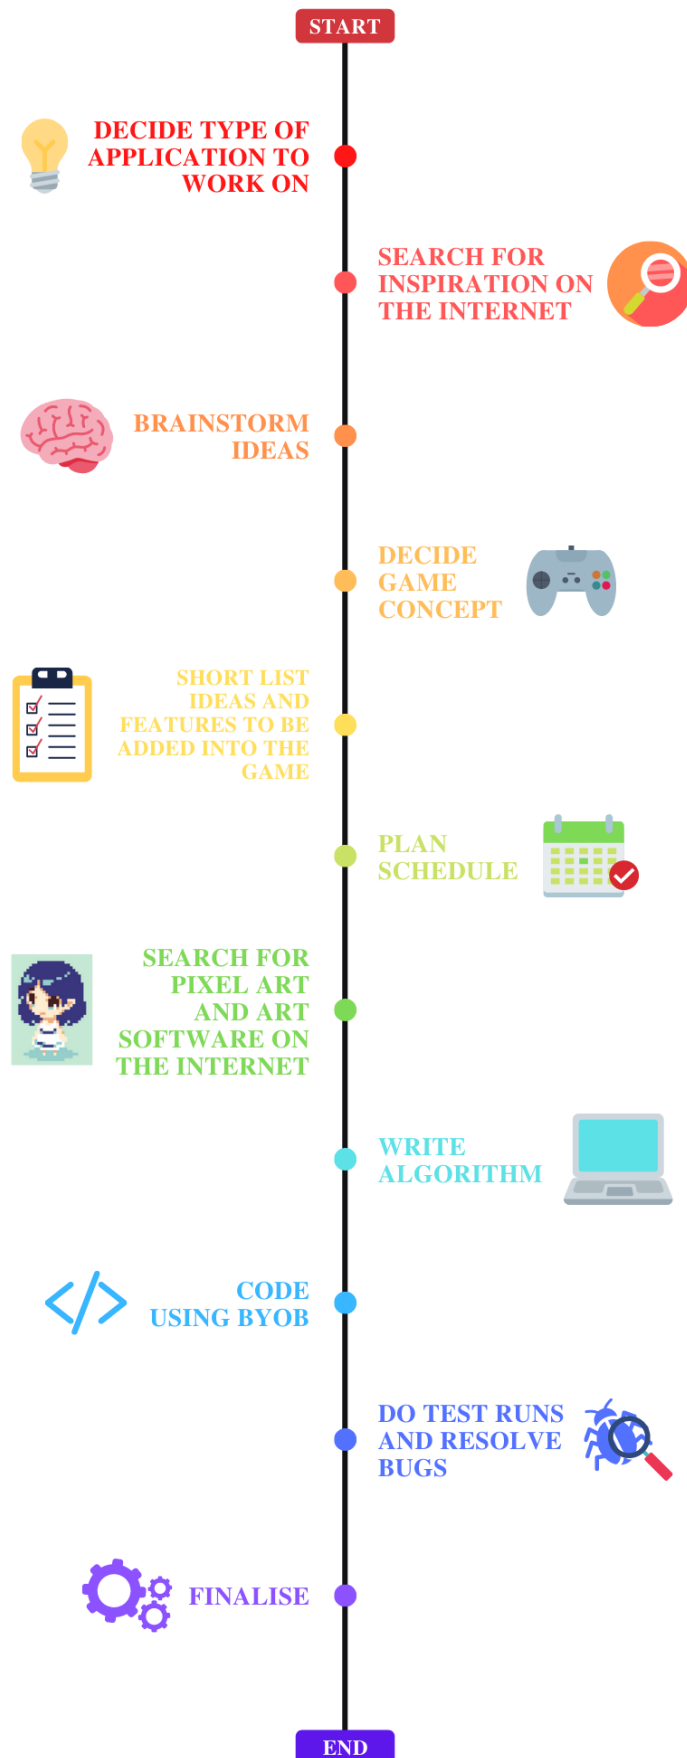 START
DECIDE TYPE OF
APPLICATION TO
WORK ON
SEARCH FOR
INSPIRATION ON
THE INTERNET
BRAINSTORM
IDEAS
DECIDE
GAME
CONCEPT
SHORT LIST
IDEAS AND
FEATURES TO BE
ADDED INTO THE
GAME
PLAN
SCHEDULE
SEARCH FOR
PIXEL ART
AND ART
SOFTWARE ON
THE INTERNET
WRITE
ALGORITHM
CODE
USING BYOB
DO TEST RUNS
AND RESOLVE
BUGS
FINALISE
END